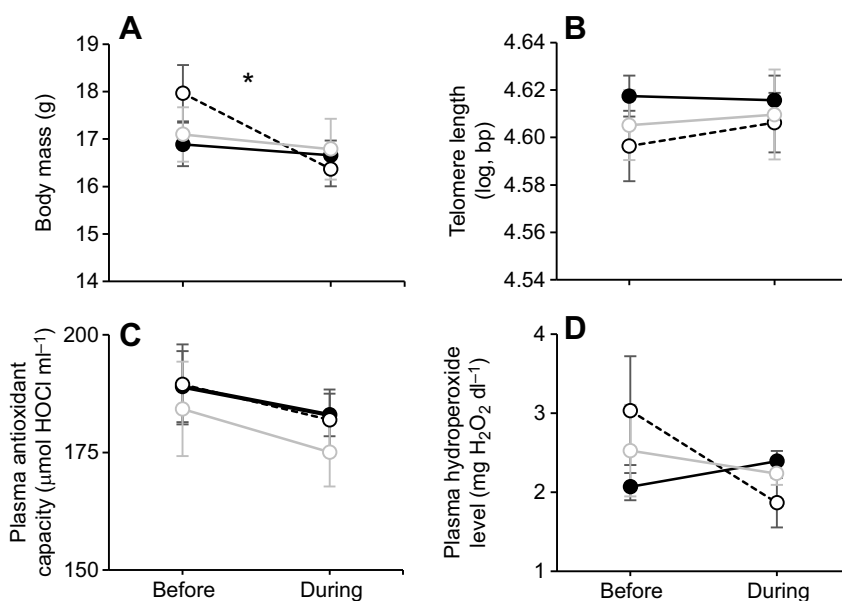 A
19
18
17
16
15
14
Body mass (g)
*
B
4.64
4.62
4.60
4.58
4.56
4.54
Telomere length
(log, bp)
C
200
175
150
Plasma antioxidant
capacity (μmol HOCl ml⁻¹)
Before
During
D
4
3
2
1
Plasma hydroperoxide
level (mg H₂O₂ dl⁻¹)
Before
During